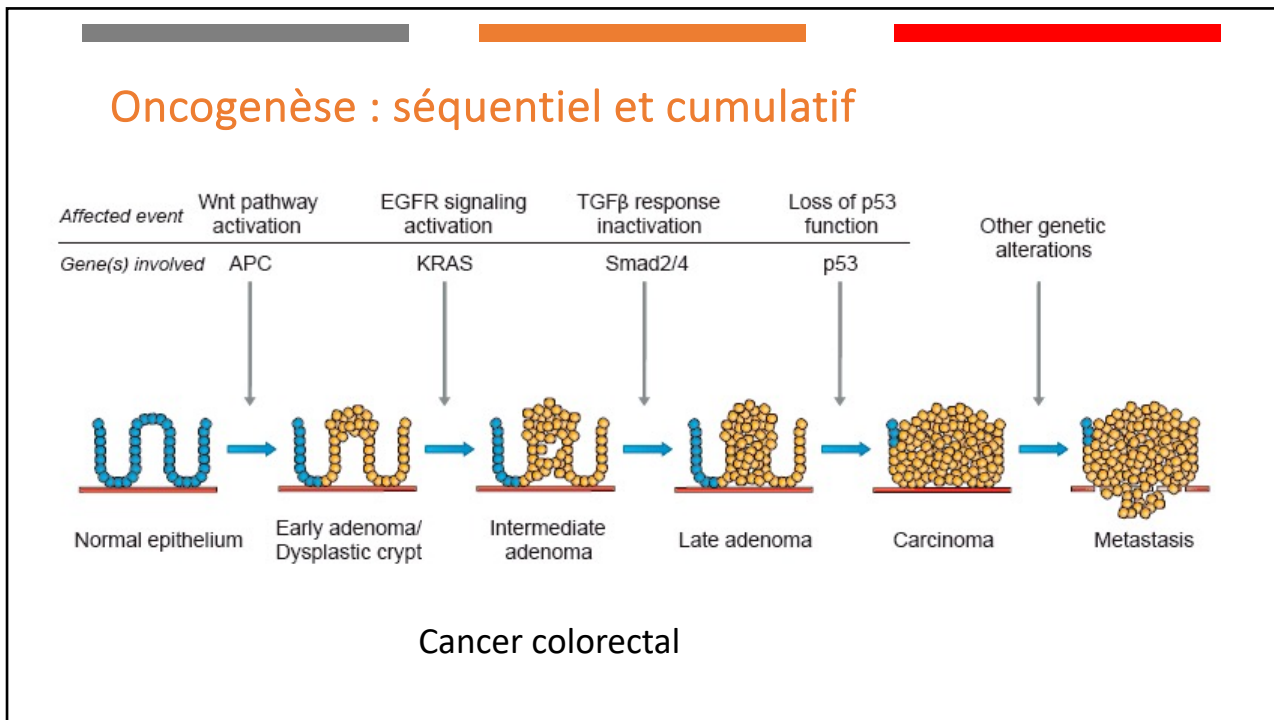 Oncogenèse : séquentiel et cumulatif
Affected event
Wnt pathway
activation
EGFR signaling
activation
TGFβ response
inactivation
Loss of p53
function
Other genetic
alterations
Gene(s) involved
APC
KRAS
Smad2/4
p53
Normal epithelium
Early adenoma/
Dysplastic crypt
Intermediate
adenoma
Late adenoma
Carcinoma
Metastasis
Cancer colorectal